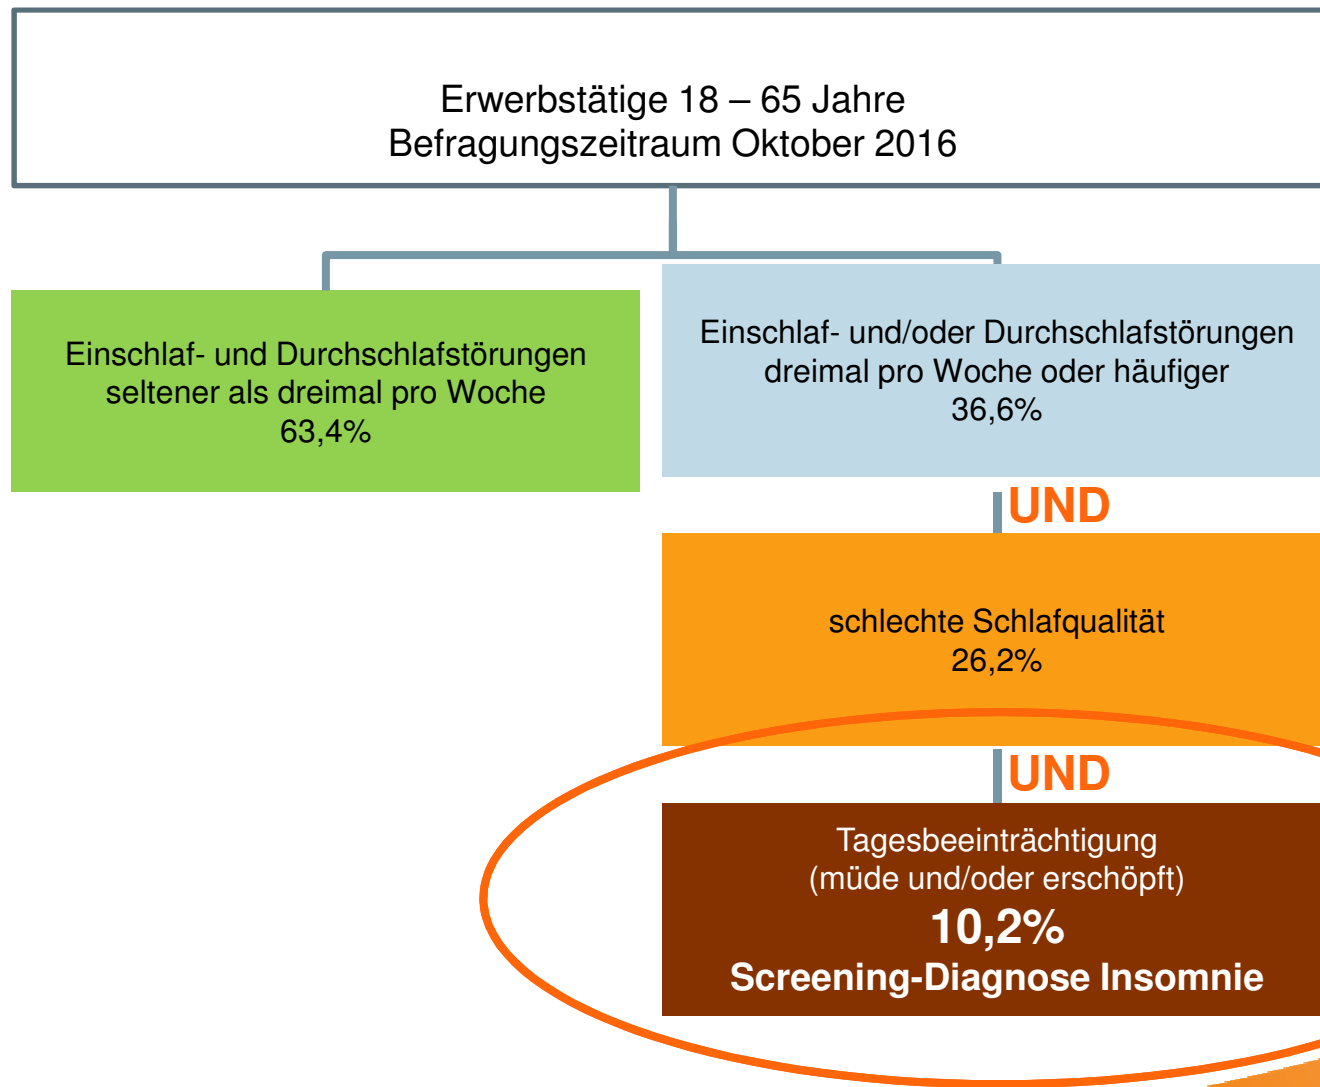 Erwerbstätige 18 – 65 Jahre
Befragungszeitraum Oktober 2016
Einschlaf- und Durchschlafstörungen
seltener als dreimal pro Woche
63,4%
Einschlaf- und/oder Durchschlafstörungen
dreimal pro Woche oder häufiger
36,6%
UND
schlechte Schlafqualität
26,2%
UND
Tagesbeeinträchtigung
(müde und/oder erschöpft)
10,2%
Screening-Diagnose Insomnie